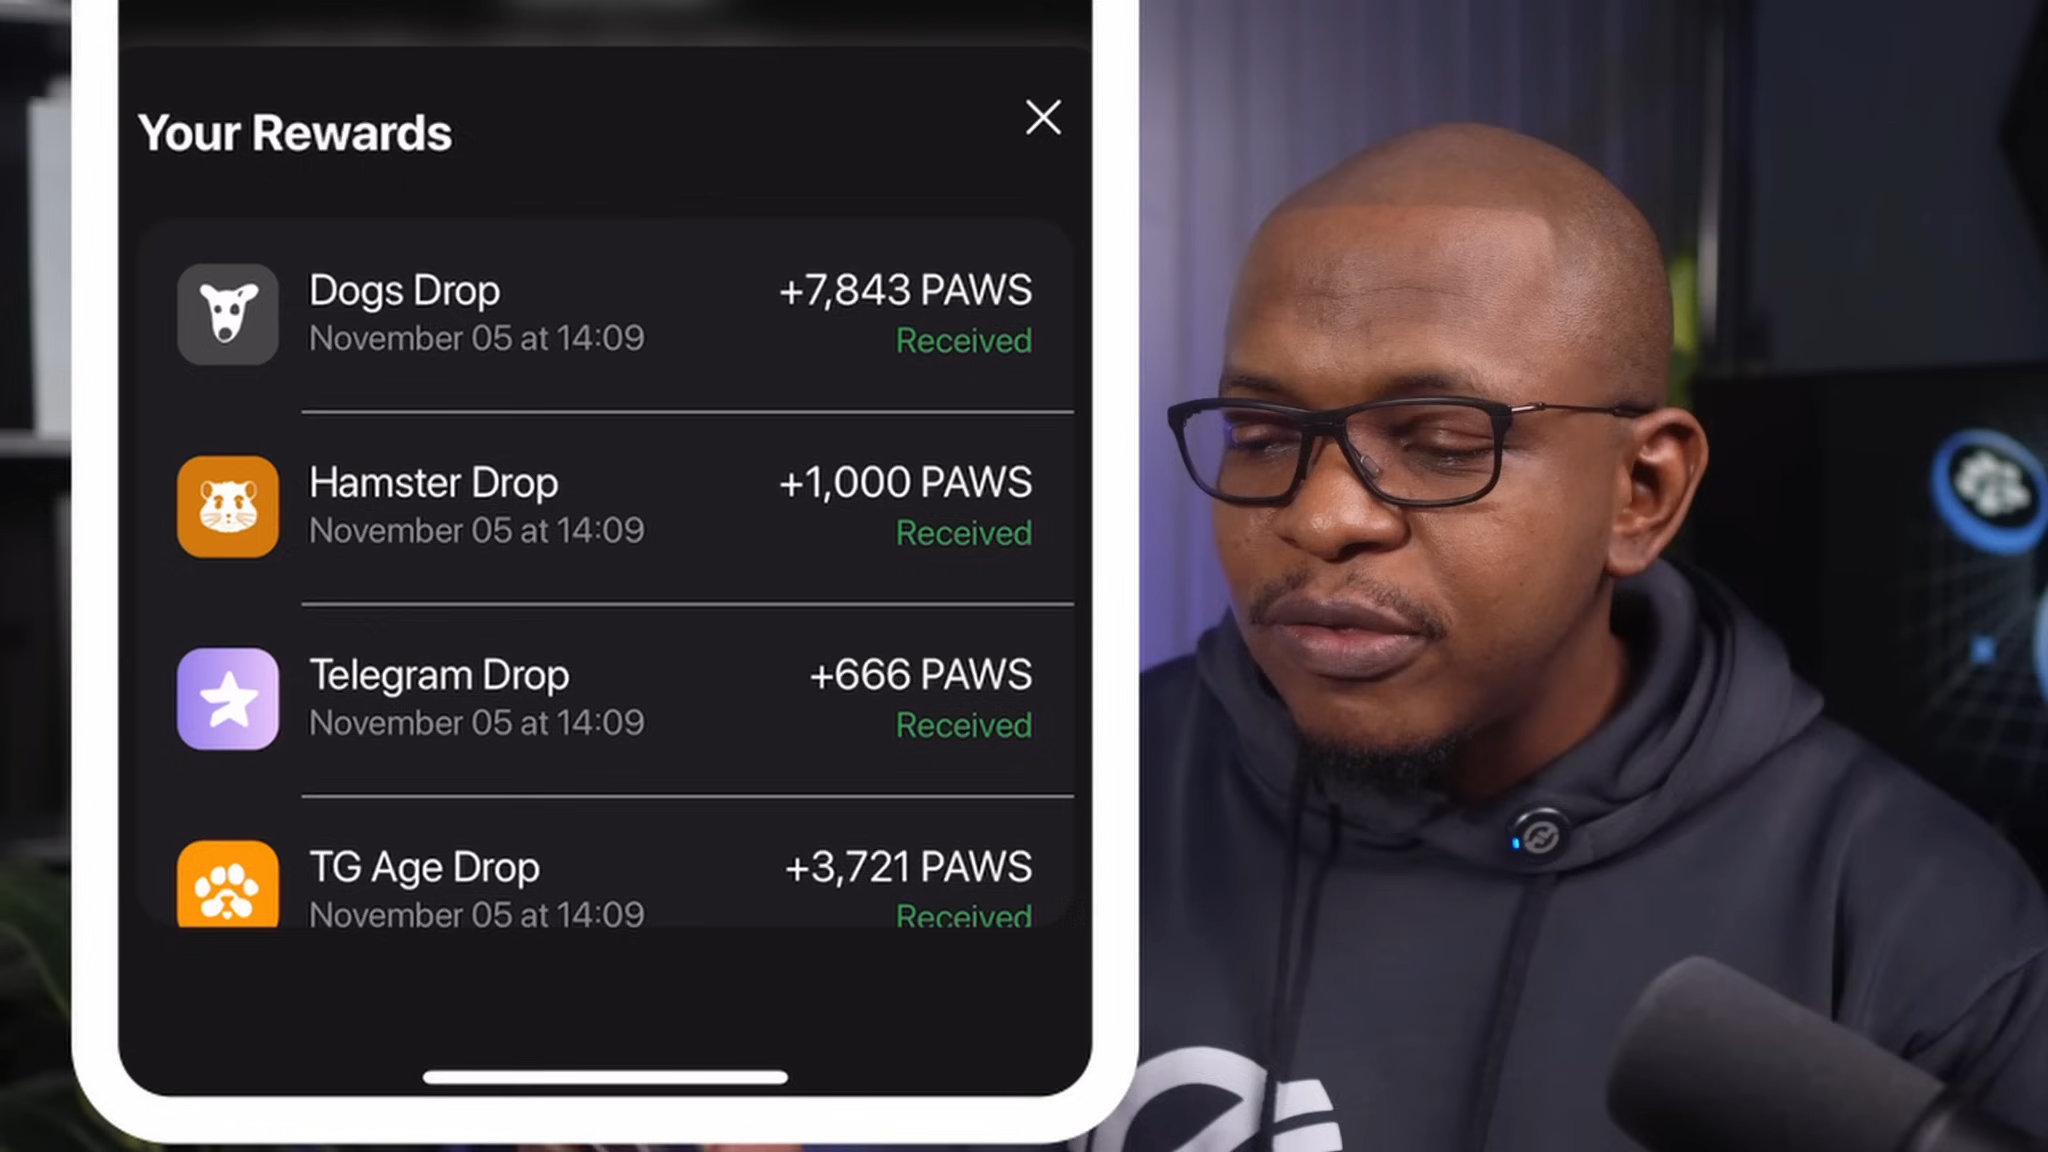 Your Rewards
Dogs Drop
+7,843 PAWS
November 05 at 14:09
Received
Hamster Drop
+1,000 PAWS
November 05 at 14:09
Received
Telegram Drop
+666 PAWS
November 05 at 14:09
Received
TG Age Drop
+3,721 PAWS
November 05 at 14:09
Received